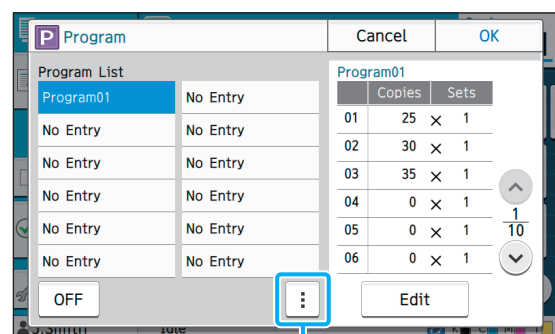 P Program
Cancel
OK
Program List
Program01
No Entry
No Entry
No Entry
No Entry
No Entry
No Entry
No Entry
No Entry
No Entry
No Entry
No Entry
OFF
Program01
Copies Sets
01 25 × 1
02 30 × 1
03 35 × 1
04 0 × 1
05 0 × 1
06 0 × 1
1
10
Edit
J.Smith Idle
K C M